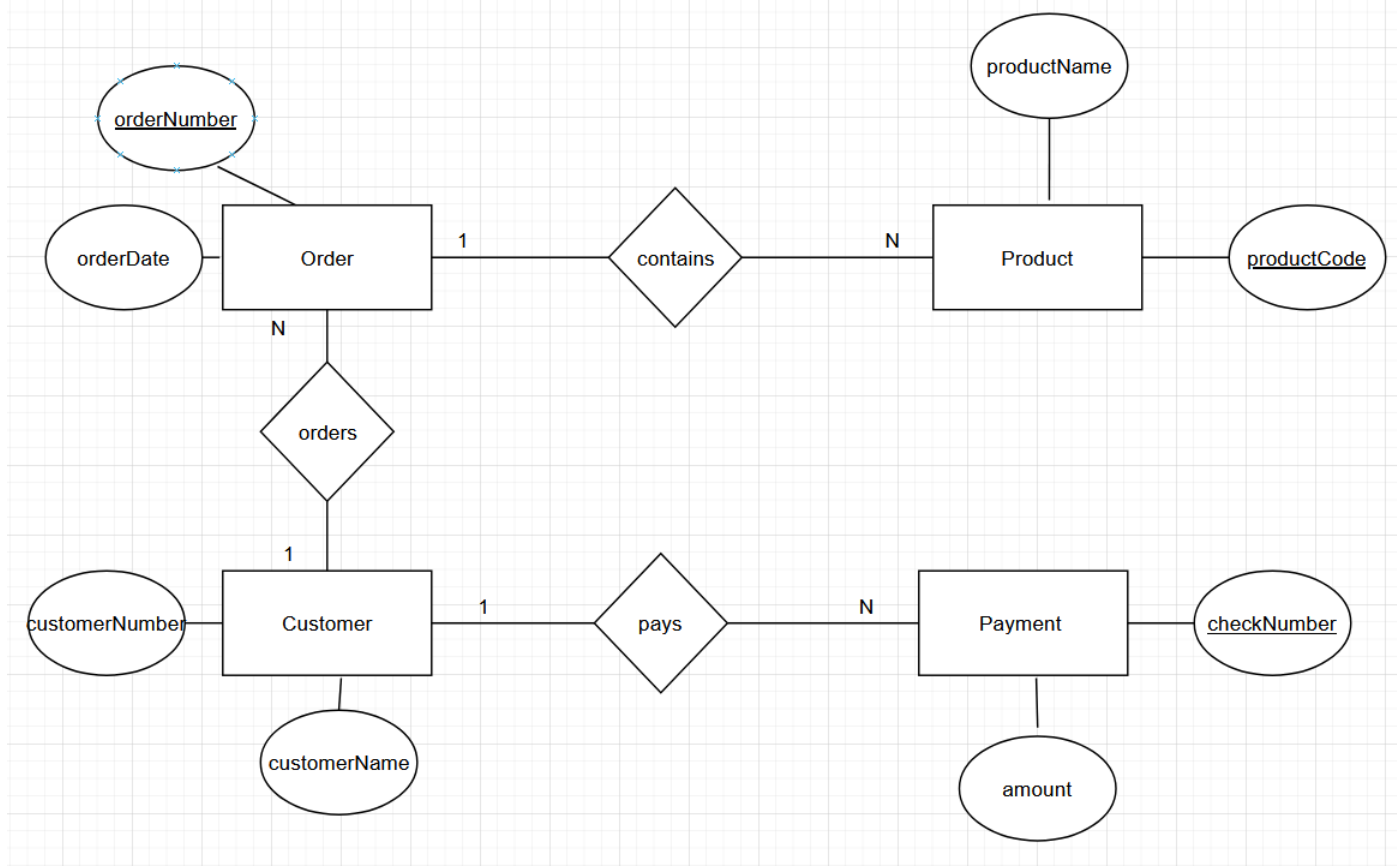 productName
orderNumber
1
N
orderDate
Order
contains
Product
productCode
N
orders
1
1
N
customerNumber
Customer
pays
Payment
checkNumber
customerName
amount